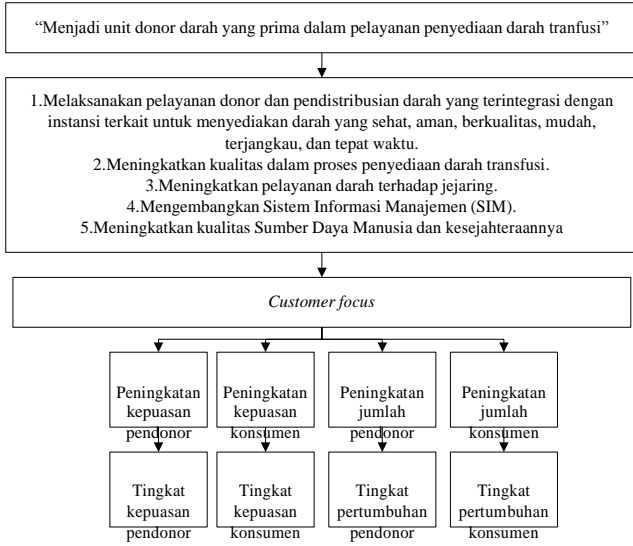 “Menjadi unit donor darah yang prima dalam pelayanan penyediaan darah tranfusi”
1.Melaksanakan pelayanan donor dan pendistribusian darah yang terintegrasi dengan
instansi terkait untuk menyediakan darah yang sehat, aman, berkualitas, mudah,
terjangkau, dan tepat waktu.
2.Meningkatkan kualitas dalam proses penyediaan darah transfusi.
3.Meningkatkan pelayanan darah terhadap jejaring.
4.Mengembangkan Sistem Informasi Manajemen (SIM).
5.Meningkatkan kualitas Sumber Daya Manusia dan kesejahteraannya
Customer focus
Peningkatan
kepuasan
pendonor
Peningkatan
kepuasan
konsumen
Peningkatan
jumlah
pendonor
Peningkatan
jumlah
konsumen
Tingkat
kepuasan
pendonor
Tingkat
kepuasan
konsumen
Tingkat
pertumbuhan
pendonor
Tingkat
pertumbuhan
konsumen